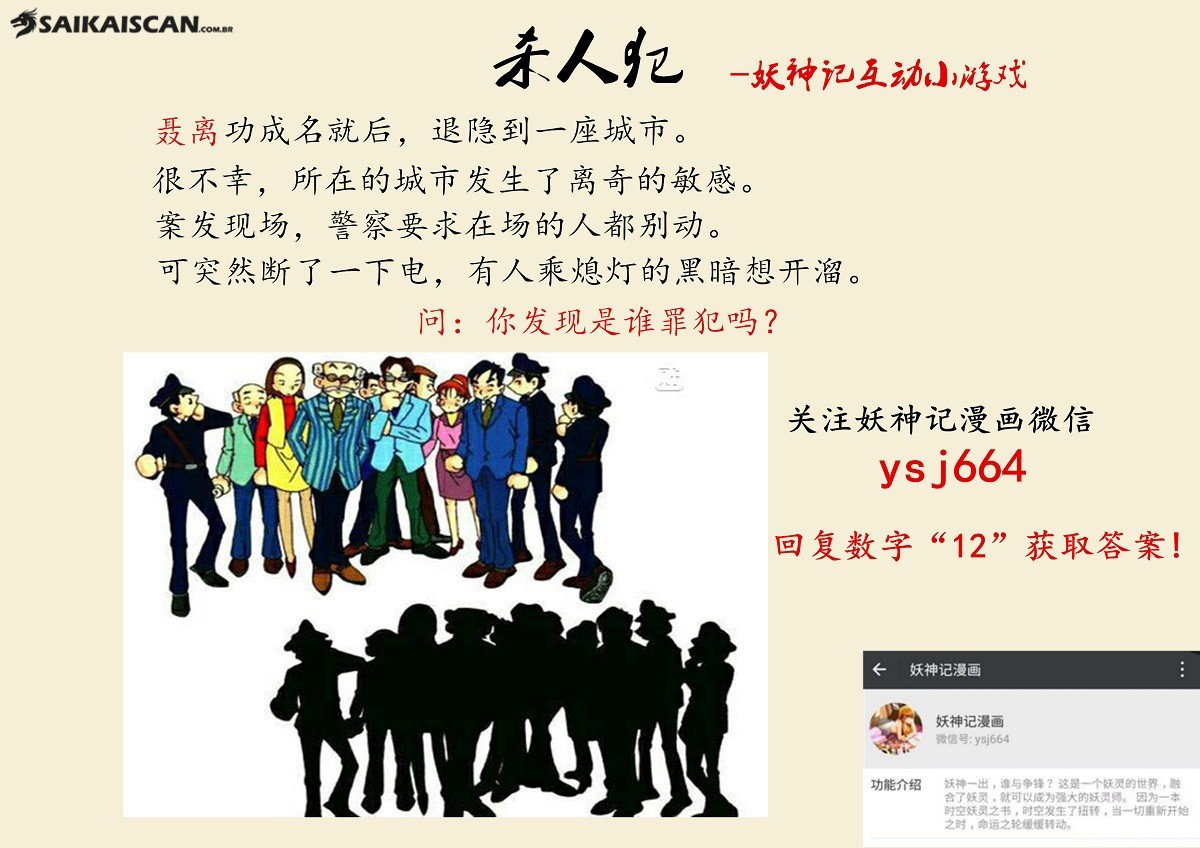 SAIKAISCAN.COM.BR
杀人犯 -妖神记互动小游戏
聂离功成名就后，退隐到一座城市。
很不幸，所在的城市发生了离奇的敏感。
案发现场，警察要求在场的人都别动。
可突然断了一下电，有人乘熄灯的黑暗想开溜。
问：你发现是谁罪犯吗？
关注妖神记漫画微信
ysj664
回复数字“12”获取答案！
妖神记漫画
妖神记漫画
微信号: ysj664
功能介绍
妖神一出，谁与争锋？ 这是一个妖灵的世界，融
合了妖灵，就可以成为强大的妖灵师。 因为一本
时空妖灵之书，时空发生了扭转，当一切重新开始
之时，命运之轮缓缓转动。